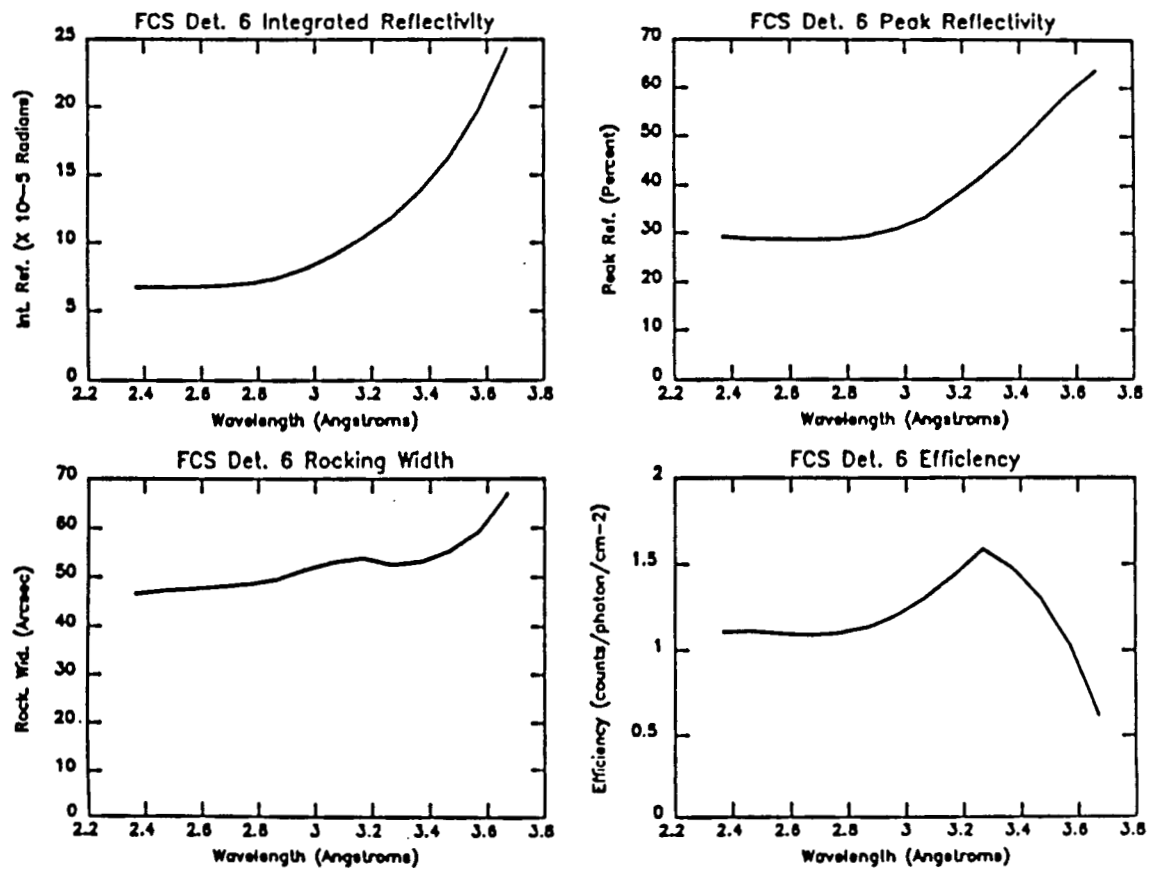 FCS Det. 6 Integrated Reflectivity
25
20
15
10
5
0
2.2 2.4 2.6 2.8 3 3.2 3.4 3.6 3.8
Int. Ref. (X 10~-5 Radians)
Wavelength (Angstroms)
FCS Det. 6 Peak Reflectivity
70
60
50
40
30
20
10
0
2.2 2.4 2.6 2.8 3 3.2 3.4 3.6 3.8
Peak Ref. (Percent)
Wavelength (Angstroms)
FCS Det. 6 Rocking Width
70
60
50
40
30
20
10
0
2.2 2.4 2.6 2.8 3 3.2 3.4 3.6 3.8
Rock. Wid. (Arcsec)
Wavelength (Angstroms)
FCS Det. 6 Efficiency
2
1.5
1
0.5
0
2.2 2.4 2.6 2.8 3 3.2 3.4 3.6 3.8
Efficiency (counts/photon/cm-2)
Wavelength (Angstroms)